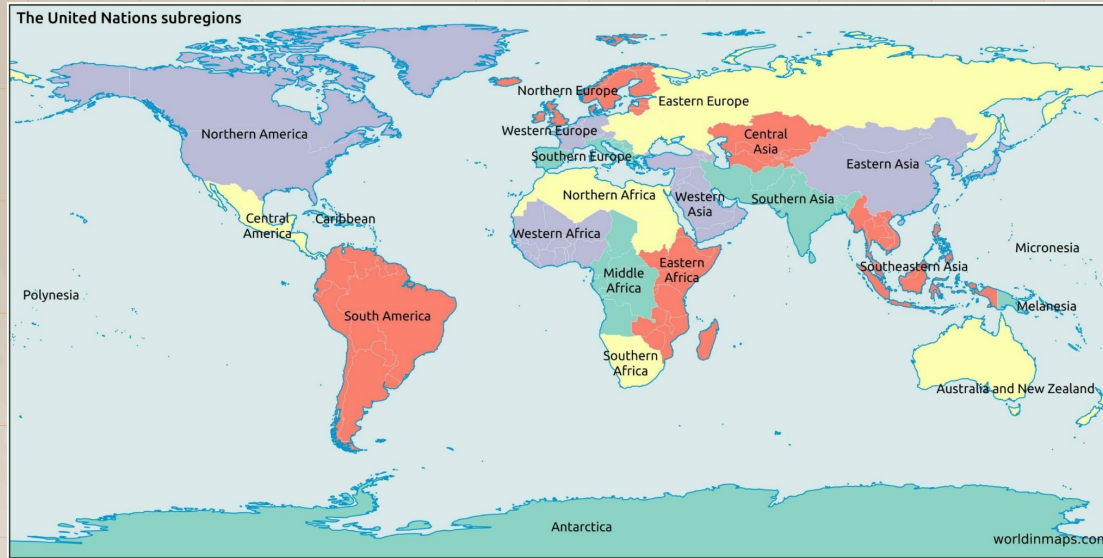 The United Nations subregions
Northern Europe
Eastern Europe
Northern America
Western Europe
Central
Asia
Southern Europe
Eastern Asia
Northern Africa
Western
Asia
Southern Asia
Central
America
Caribbean
Western Africa
Micronesia
Eastern
Africa
Southeastern Asia
Middle
Africa
Polynesia
Melanesia
South America
Southern
Africa
Australia and New Zealand
Antarctica
worldinmaps.com